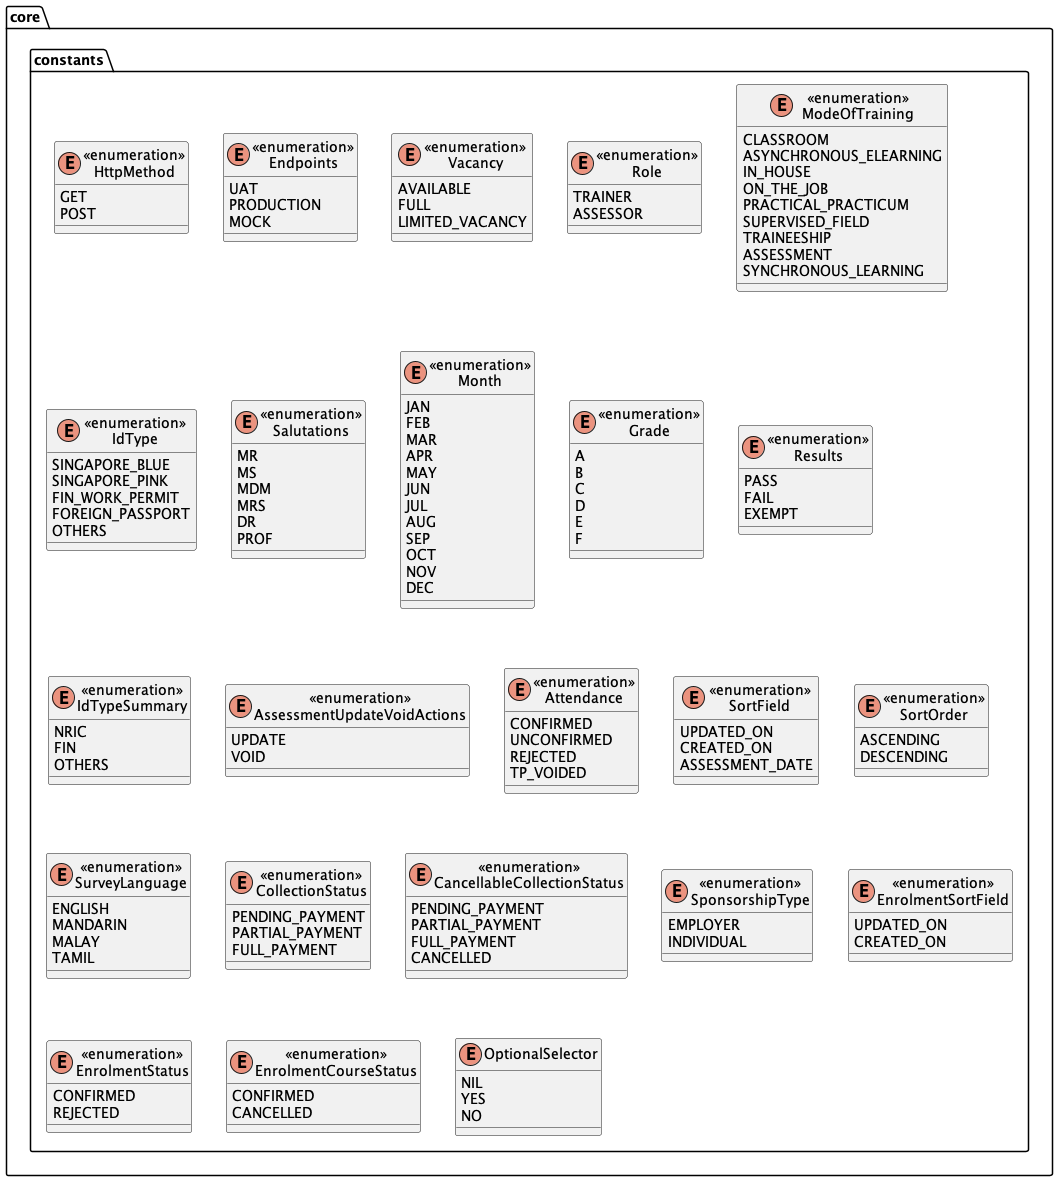 core
constants
E
«enumeration»
HttpMethod
GET
POST
E
«enumeration»
Endpoints
UAT
PRODUCTION
MOCK
E
«enumeration»
Vacancy
AVAILABLE
FULL
LIMITED_VACANCY
E
«enumeration»
Role
TRAINER
ASSESSOR
E
«enumeration»
ModeOfTraining
CLASSROOM
ASYNCHRONOUS_ELEARNING
IN_HOUSE
ON_THE_JOB
PRACTICAL_PRACTICUM
SUPERVISED_FIELD
TRAINEESHIP
ASSESSMENT
SYNCHRONOUS_LEARNING
E
«enumeration»
IdType
SINGAPORE_BLUE
SINGAPORE_PINK
FIN_WORK_PERMIT
FOREIGN_PASSPORT
OTHERS
E
«enumeration»
Salutations
MR
MS
MDM
MRS
DR
PROF
E
«enumeration»
Month
JAN
FEB
MAR
APR
MAY
JUN
JUL
AUG
SEP
OCT
NOV
DEC
E
«enumeration»
Grade
A
B
C
D
E
F
E
«enumeration»
Results
PASS
FAIL
EXEMPT
E
«enumeration»
IdTypeSummary
NRIC
FIN
OTHERS
E
«enumeration»
AssessmentUpdateVoidActions
UPDATE
VOID
E
«enumeration»
Attendance
CONFIRMED
UNCONFIRMED
REJECTED
TP_VOIDED
E
«enumeration»
SortField
UPDATED_ON
CREATED_ON
ASSESSMENT_DATE
E
«enumeration»
SortOrder
ASCENDING
DESCENDING
E
«enumeration»
SurveyLanguage
ENGLISH
MANDARIN
MALAY
TAMIL
E
«enumeration»
CollectionStatus
PENDING_PAYMENT
PARTIAL_PAYMENT
FULL_PAYMENT
E
«enumeration»
CancellableCollectionStatus
PENDING_PAYMENT
PARTIAL_PAYMENT
FULL_PAYMENT
CANCELLED
E
«enumeration»
SponsorshipType
EMPLOYER
INDIVIDUAL
E
«enumeration»
EnrolmentSortField
UPDATED_ON
CREATED_ON
E
«enumeration»
EnrolmentStatus
CONFIRMED
REJECTED
E
«enumeration»
EnrolmentCourseStatus
CONFIRMED
CANCELLED
E
OptionalSelector
NIL
YES
NO